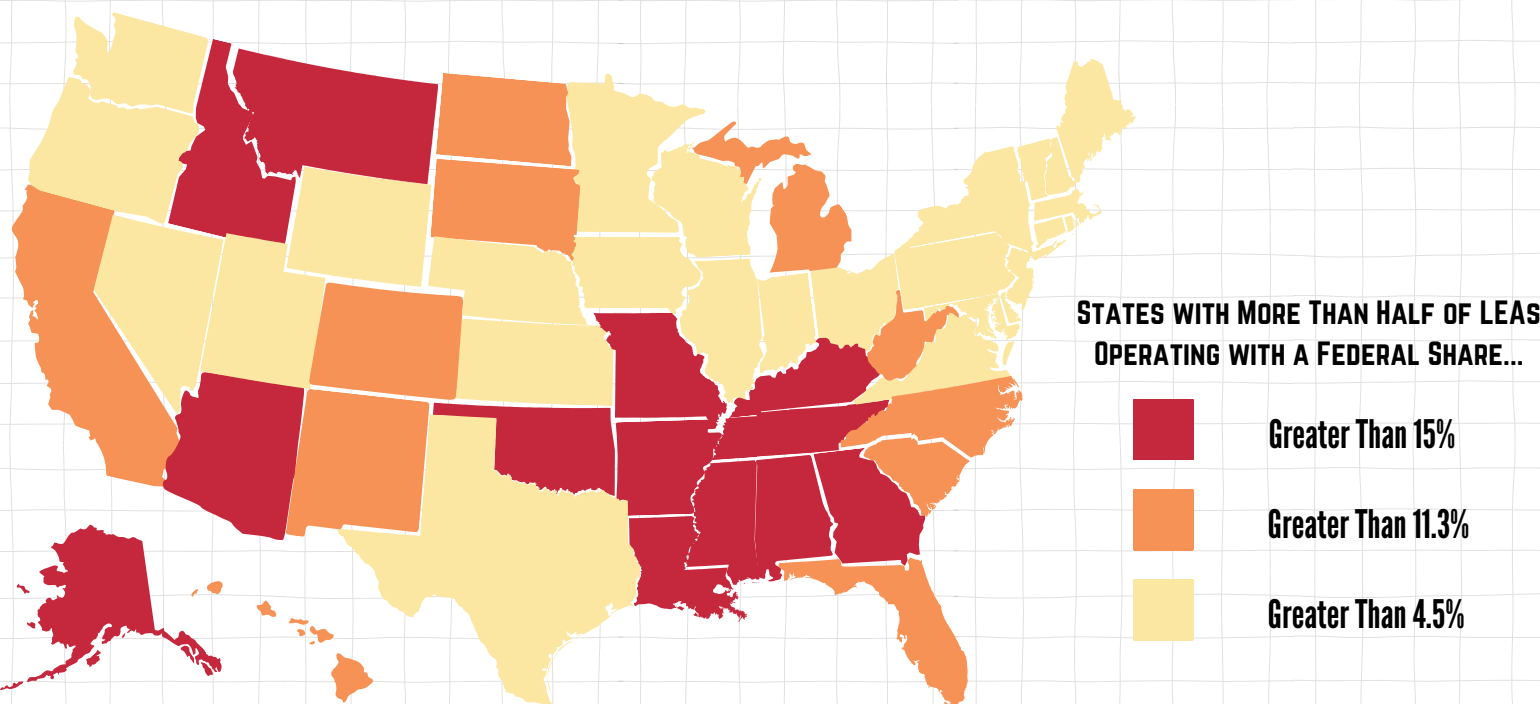 States with More Than Half of LEAs
Operating with a Federal Share...
Greater Than 15%
Greater Than 11.3%
Greater Than 4.5%